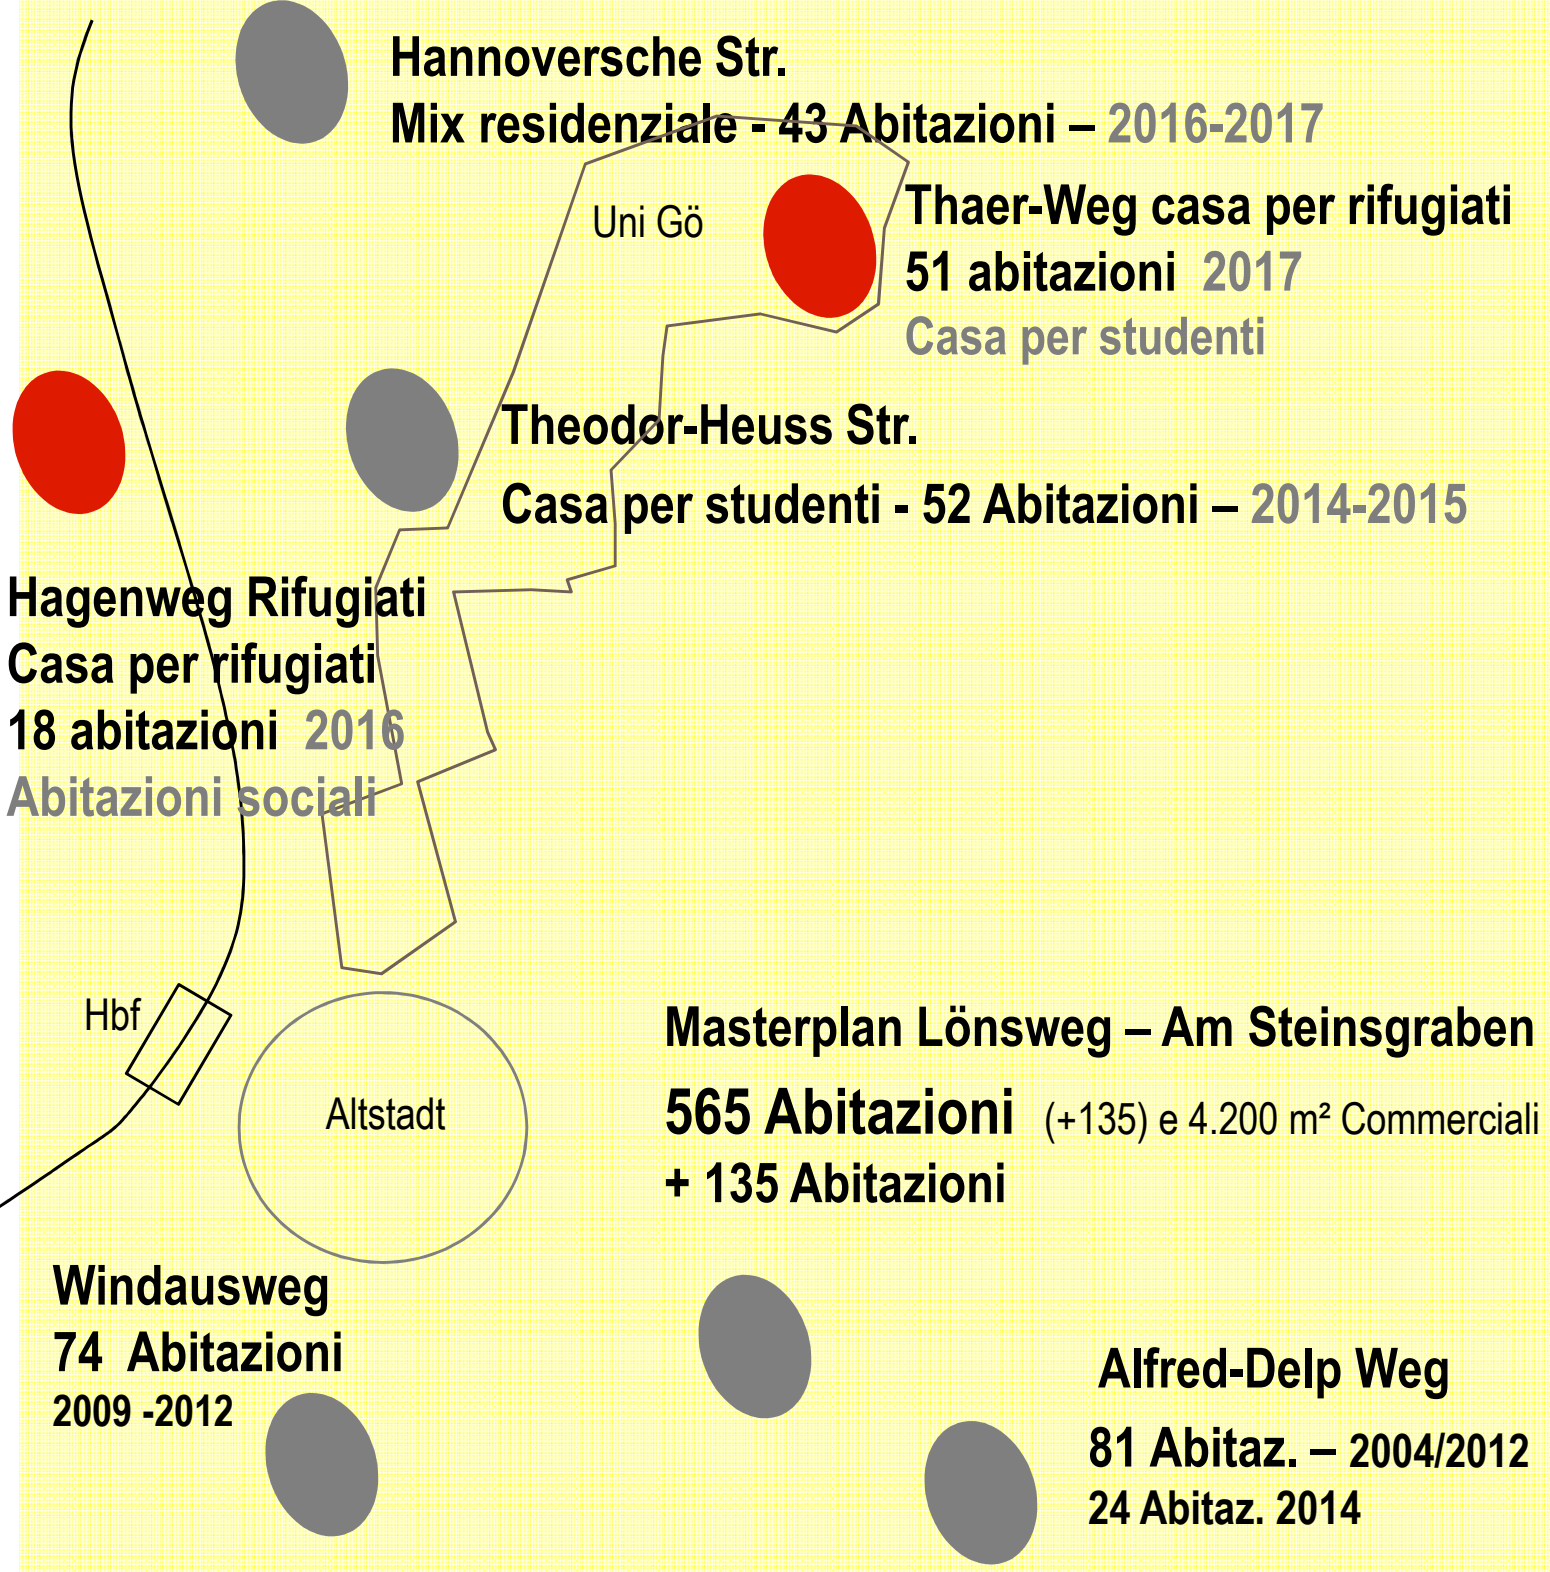 Hannoversche Str.
Mix residenziale - 43 Abitazioni – 2016-2017
Uni Gö
Thaer-Weg casa per rifugiati
51 abitazioni 2017
Casa per studenti
Theodor-Heuss Str.
Casa per studenti - 52 Abitazioni – 2014-2015
Hagenweg Rifugiati
Casa per rifugiati
18 abitazioni 2016
Abitazioni sociali
Hbf
Altstadt
Masterplan Lönsweg – Am Steinsgraben
565 Abitazioni (+135) e 4.200 m² Commerciali
+ 135 Abitazioni
Windausweg
74 Abitazioni
2009 -2012
Alfred-Delp Weg
81 Abitaz. – 2004/2012
24 Abitaz. 2014